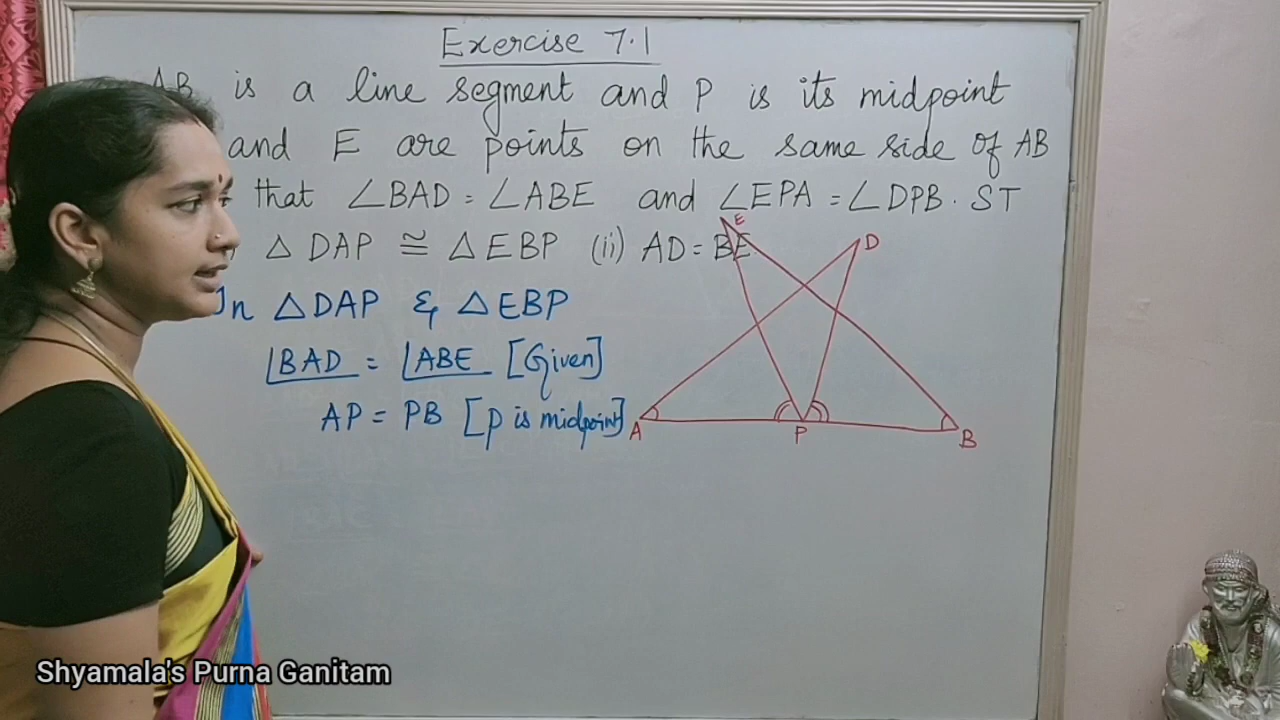 Exercise 7.1
AB is a line segment and P is its midpoint
and E are points on the same side of AB
that ∠BAD = ∠ABE and ∠EPA = ∠DPB. ST
△DAP ≅ △EBP (ii) AD = BE
In △DAP & △EBP
∠BAD = ∠ABE [Given]
AP = PB [P is midpoint]
E
D
A
P
B
Shyamala's Purna Ganitam